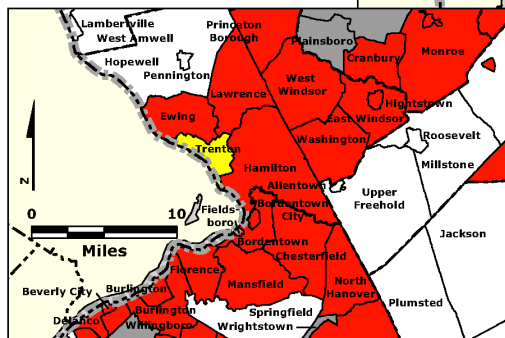 Lamberville
West Amwell
Princeton
Borough
Plainsboro
Monroe
Hopewell
Cranbury
Pennington
West
Windsor
Lawrence
Hightstown
Ewing
East Windsor
Roosevelt
Trenton
Washington
Millstone
Hamilton
Z
Allentown
Upper
Freehold
Bordentown
City
Fields-
boro
0
10
Miles
Jackson
Bordentown
Chesterfield
Florence
Mansfield
North
Hanover
Beverly City
Burlington
Plumsted
Burlington
Springfield
Delanco
Willingboro
Wrightstown